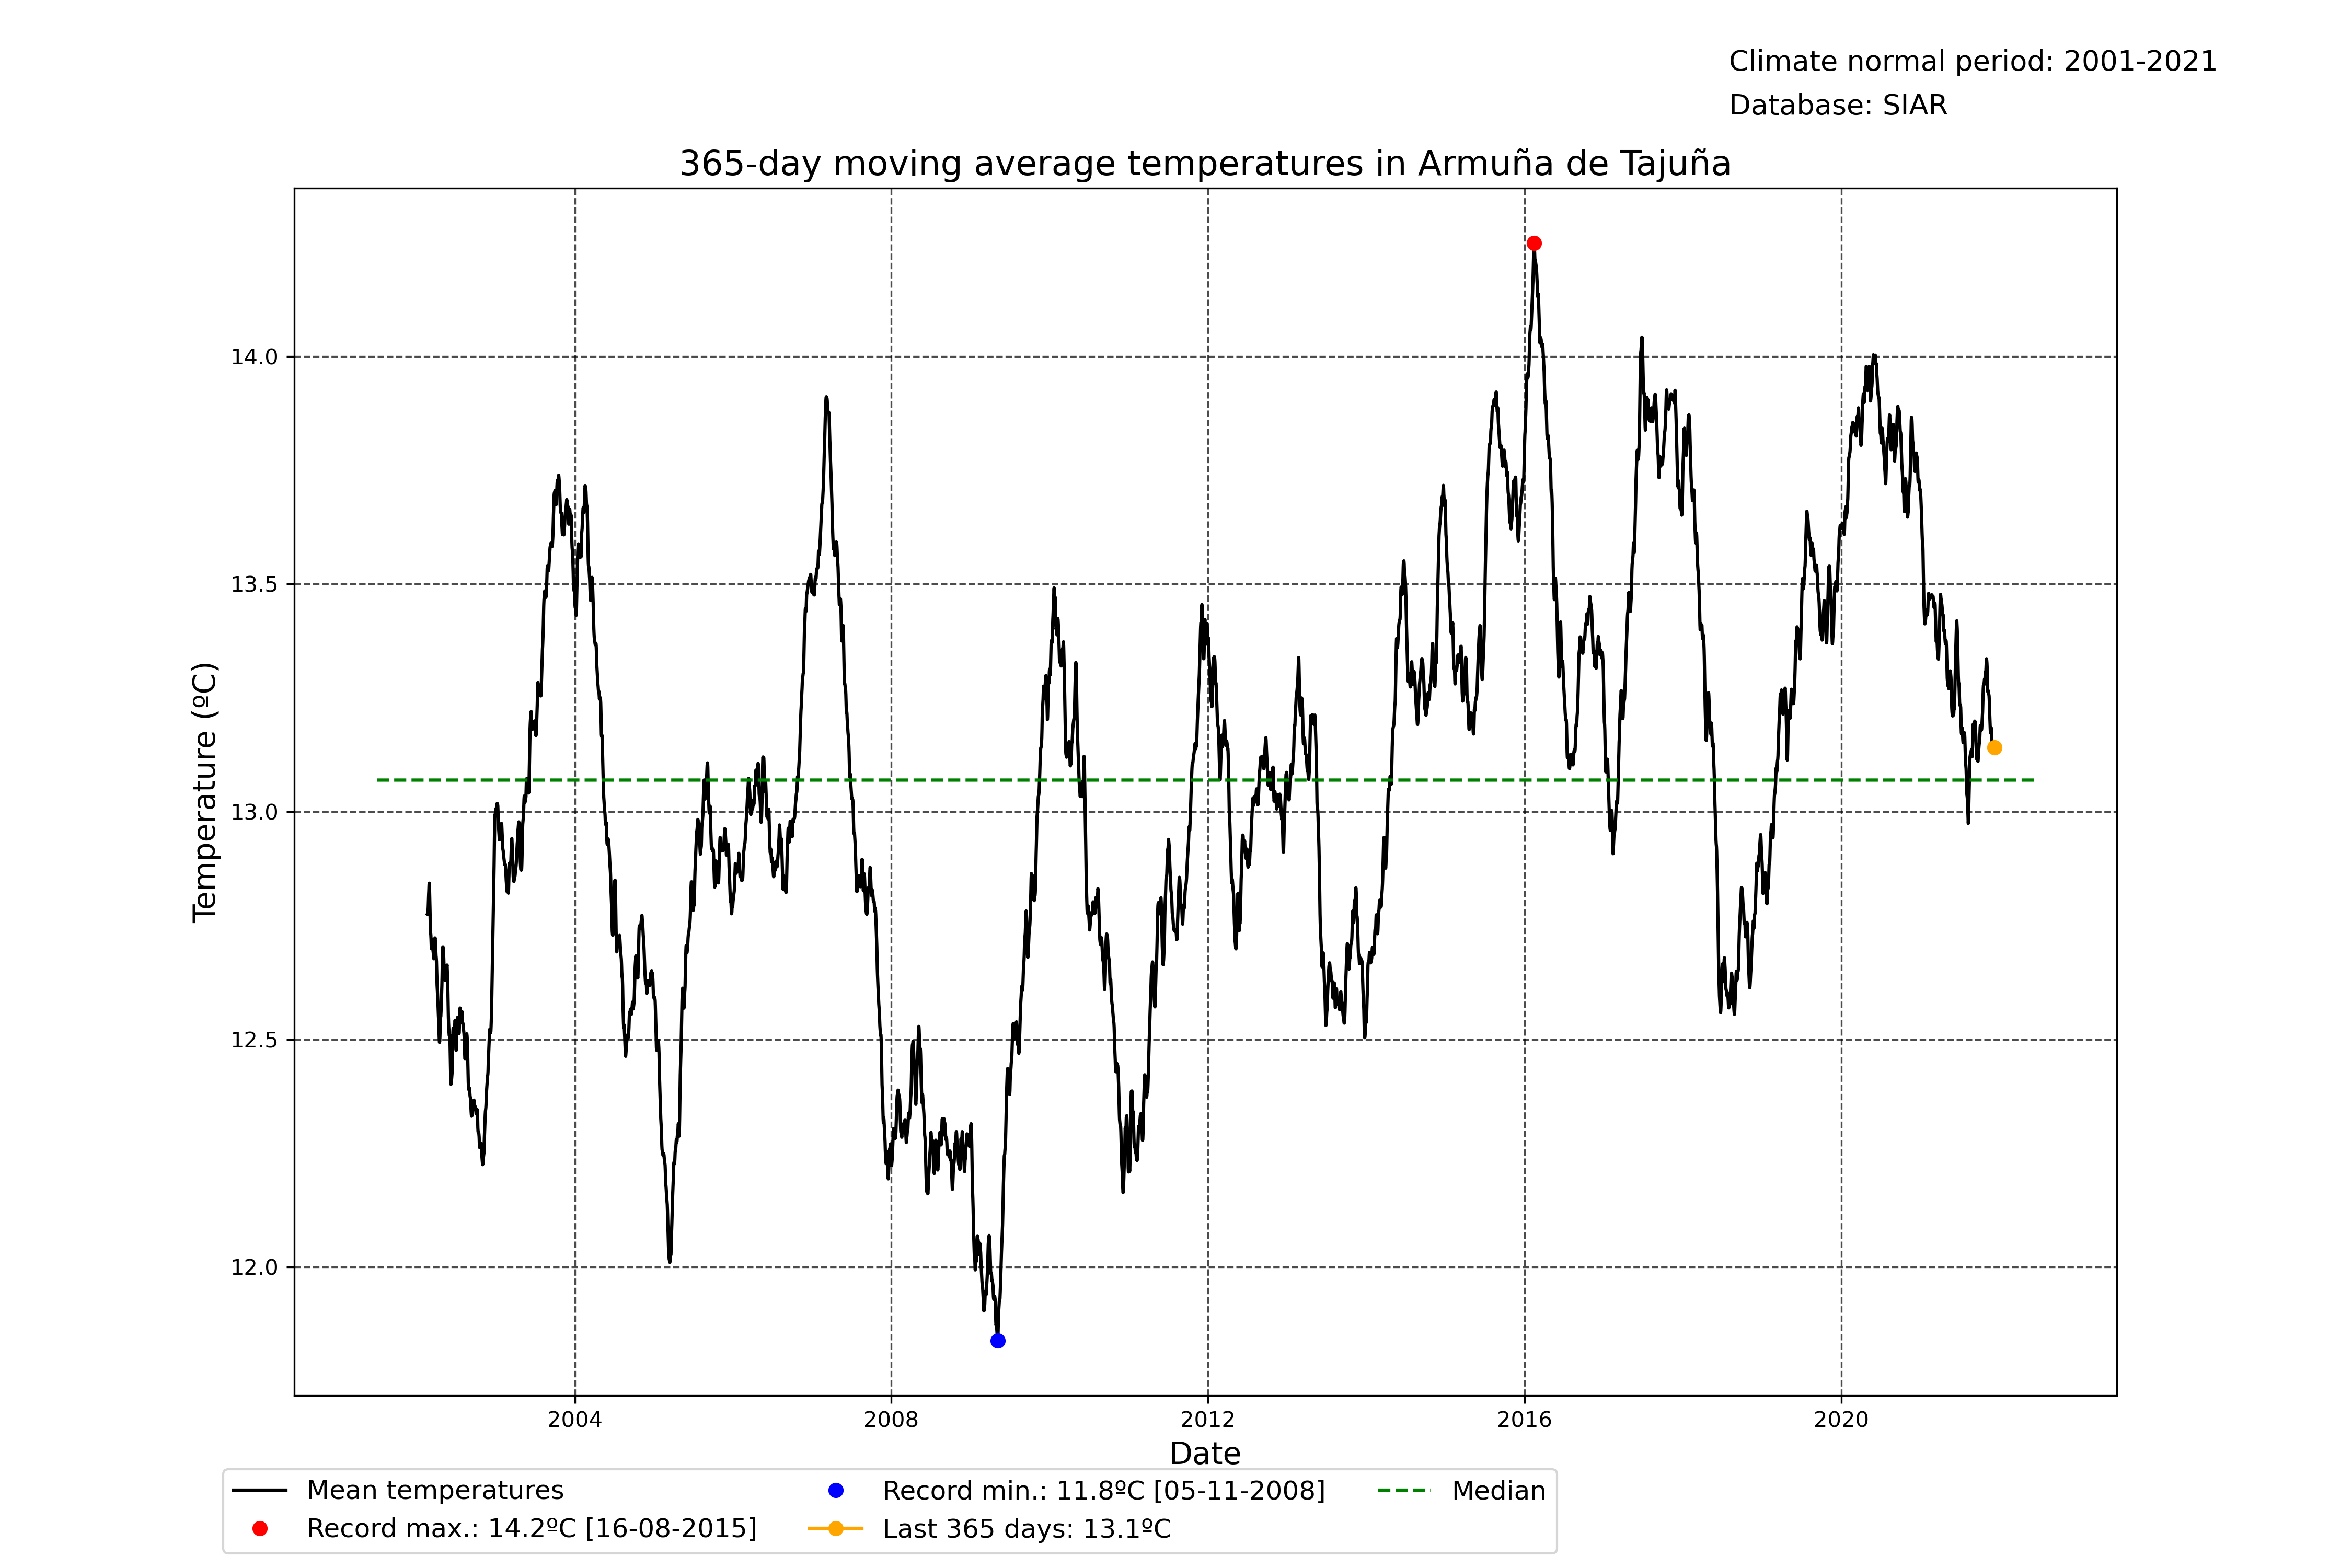 Climate normal period: 2001-2021
Database: SIAR
365-day moving average temperatures in Armuña de Tajuña
Temperature (ºC)
14.0
13.5
13.0
12.5
12.0
2004 2008 2012 2016 2020
Date
Mean temperatures
Record max.: 14.2ºC [16-08-2015]
Record min.: 11.8ºC [05-11-2008]
Last 365 days: 13.1ºC
Median